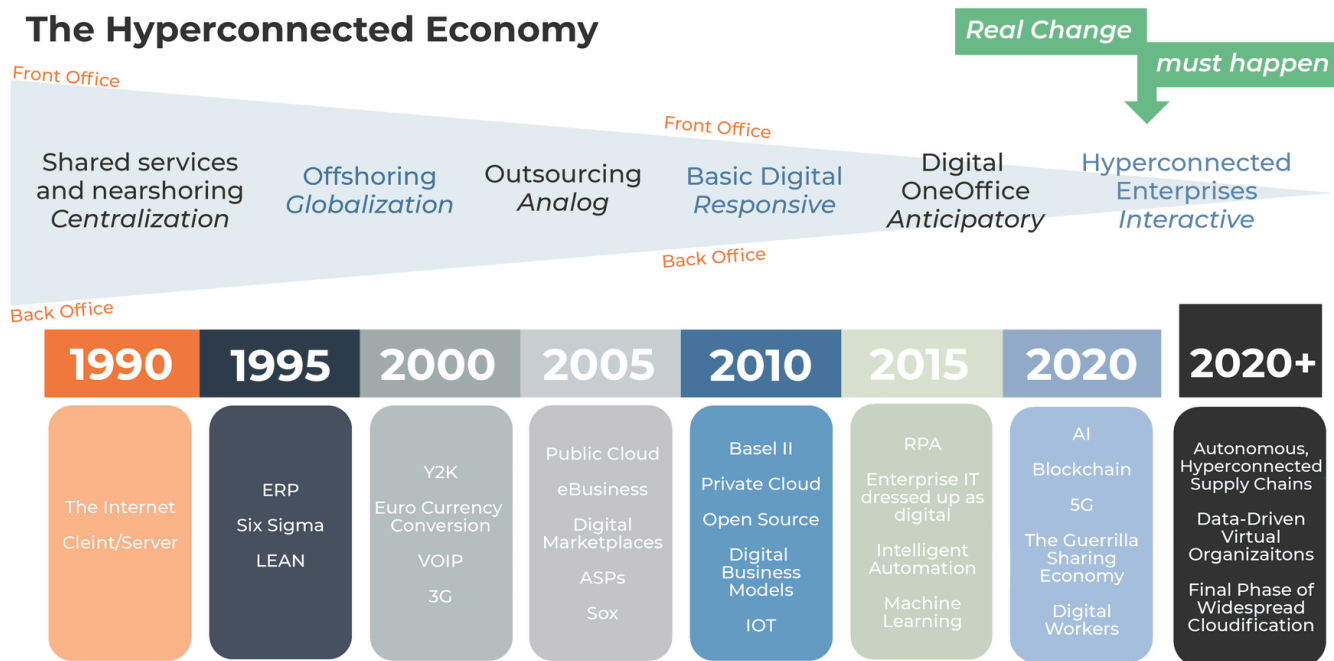 The Hyperconnected Economy
Real Change
must happen
Front Office
Front Office
Shared services
and nearshoring
Centralization
Offshoring
Globalization
Outsourcing
Analog
Basic Digital
Responsive
Digital
OneOffice
Anticipatory
Hyperconnected
Enterprises
Interactive
Back Office
Back Office
1990
1995
2000
2005
2010
2015
2020
2020+
The Internet
Cleint/Server
ERP
Six Sigma
LEAN
Y2K
Euro Currency
Conversion
VOIP
3G
Public Cloud
eBusiness
Digital
Marketplaces
ASPs
Sox
Basel II
Private Cloud
Open Source
Digital
Business
Models
IOT
RPA
Enterprise IT
dressed up as
digital
Intelligent
Automation
Machine
Learning
AI
Blockchain
5G
The Guerrilla
Sharing
Economy
Digital
Workers
Autonomous,
Hyperconnected
Supply Chains
Data-Driven
Virtual
Organizaitons
Final Phase of
Widespread
Cloudification